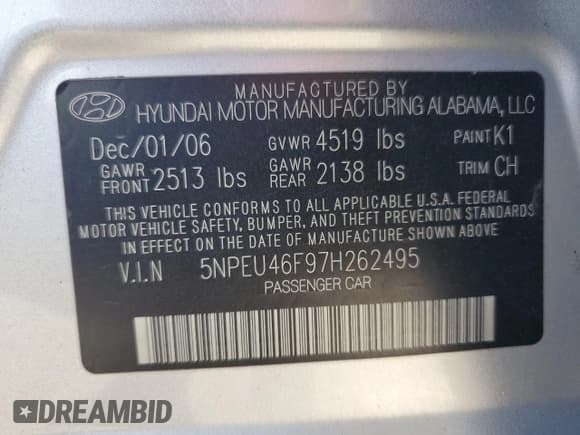 MANUFACTURED BY
HYUNDAI MOTOR MANUFACTURING ALABAMA, LLC
Dec/01/06 GVWR 4519 lbs PAINT K1
GAWR FRONT 2513 lbs GAWR REAR 2138 lbs TRIM CH
THIS VEHICLE CONFORMS TO ALL APPLICABLE U.S.A. FEDERAL
MOTOR VEHICLE SAFETY, BUMPER, AND THEFT PREVENTION STANDARDS
IN EFFECT ON THE DATE OF MANUFACTURE SHOWN ABOVE.
V.I.N 5NPEU46F97H262495
PASSENGER CAR
DREAMBID